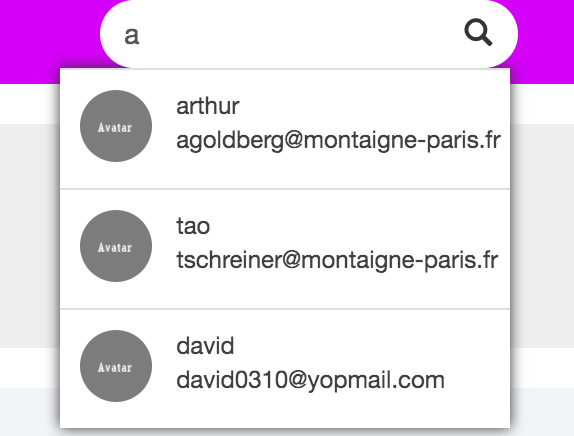 a
Avatar
arthur
agoldberg@montaigne-paris.fr
Avatar
tao
tschreiner@montaigne-paris.fr
Avatar
david
david0310@yopmail.com